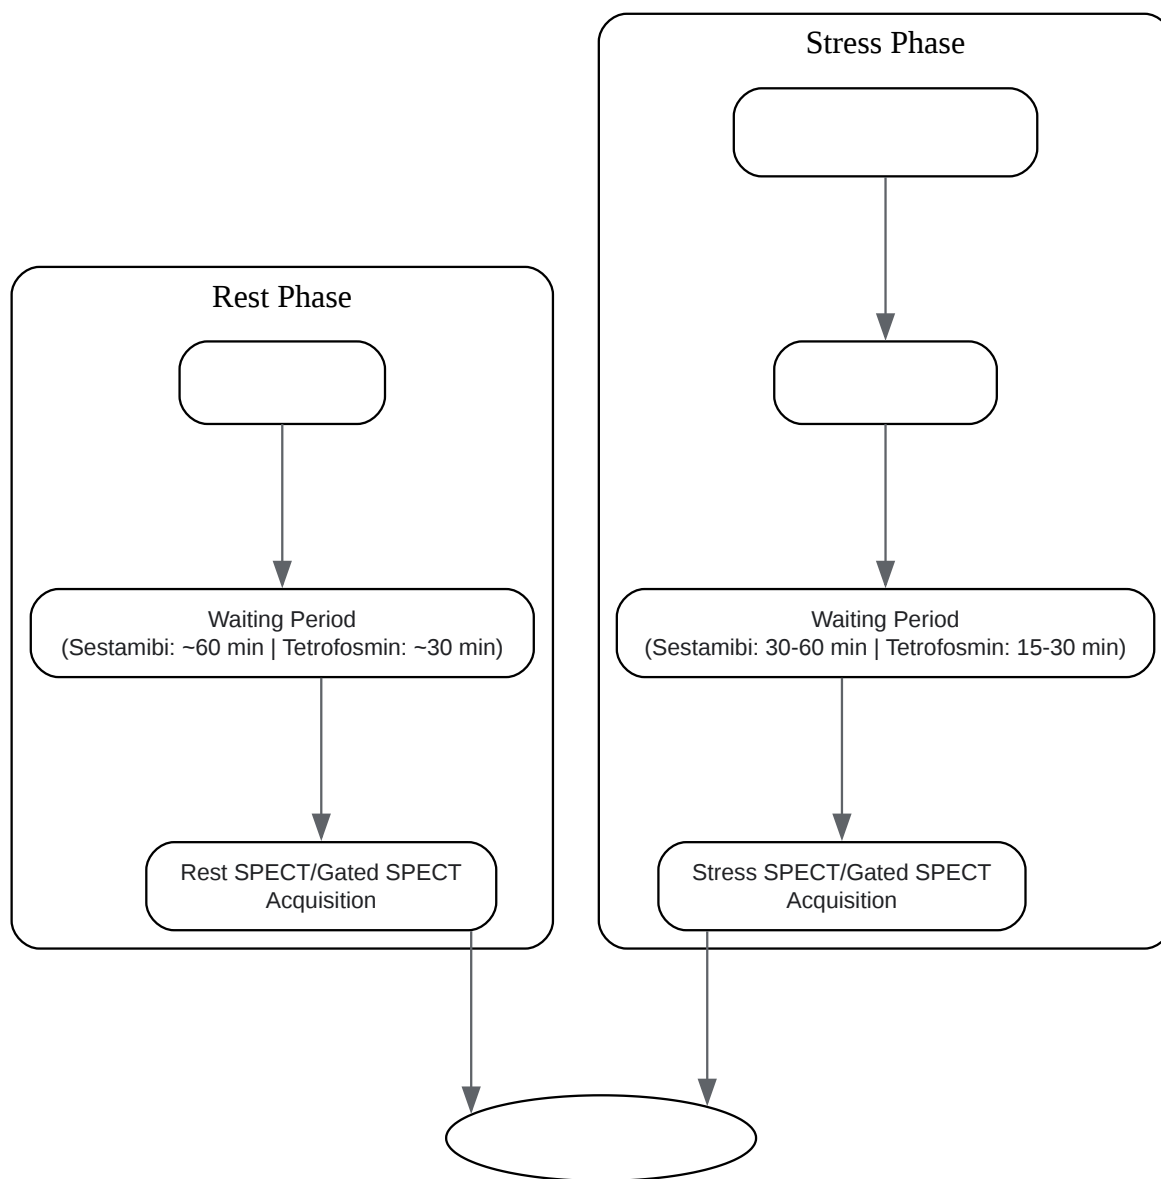 Stress Phase
Rest Phase
Waiting Period
(Sestamibi: ~60 min | Tetrofosmin: ~30 min)
Waiting Period
(Sestamibi: 30-60 min | Tetrofosmin: 15-30 min)
Rest SPECT/Gated SPECT
Acquisition
Stress SPECT/Gated SPECT
Acquisition